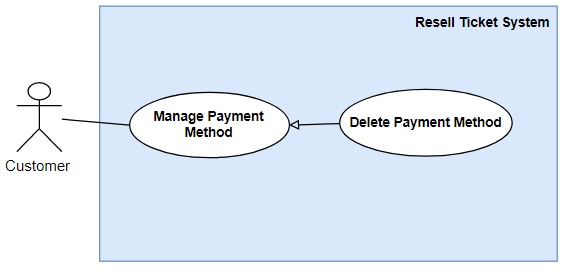 Resell Ticket System
Manage Payment
Method
Delete Payment Method
Customer